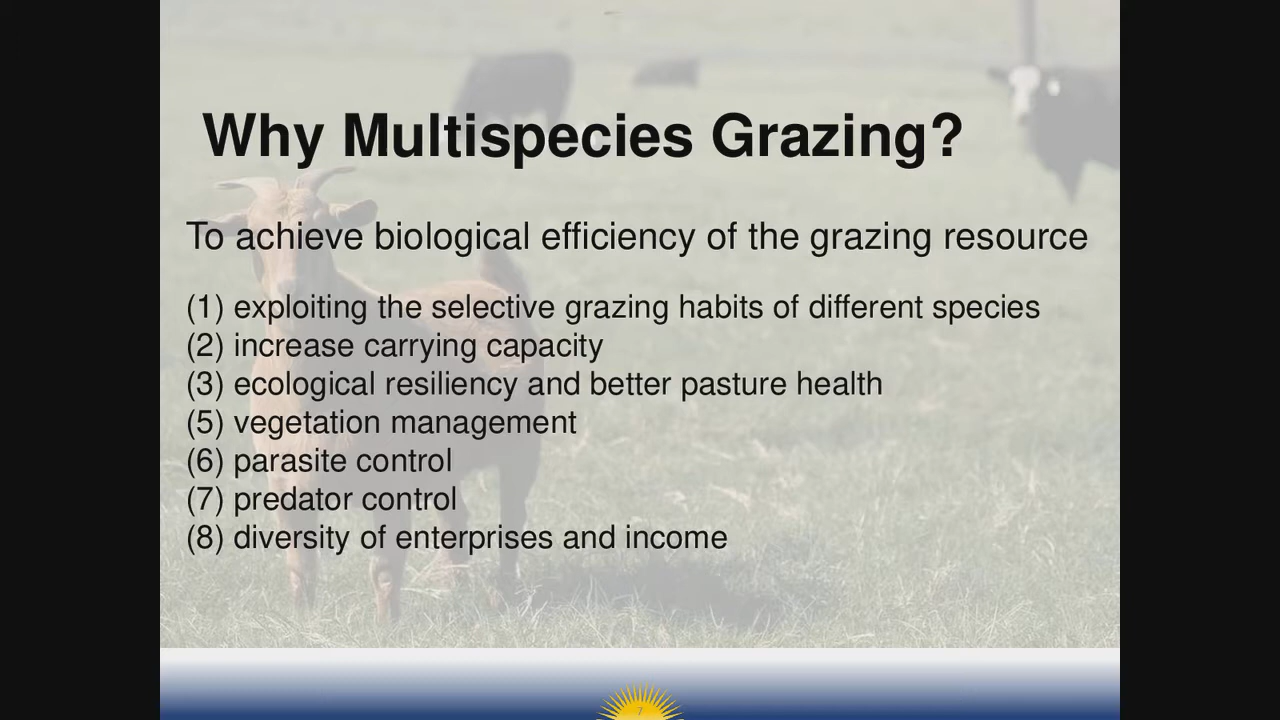 Why Multispecies Grazing?
To achieve biological efficiency of the grazing resource
(1) exploiting the selective grazing habits of different species
(2) increase carrying capacity
(3) ecological resiliency and better pasture health
(5) vegetation management
(6) parasite control
(7) predator control
(8) diversity of enterprises and income
7